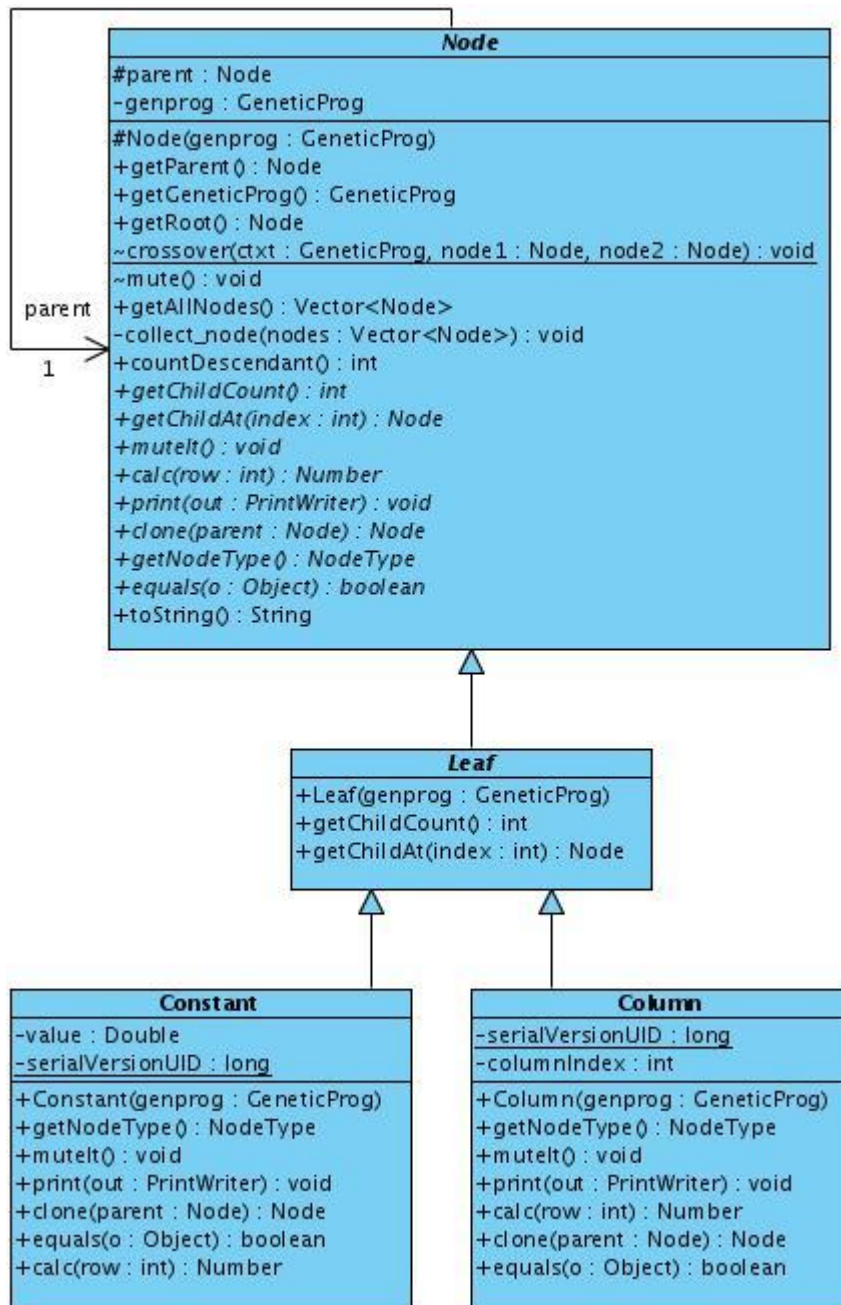 Node
#parent : Node
-genprog : GeneticProg
#Node(genprog : GeneticProg)
+getParent() : Node
+getGeneticProg() : GeneticProg
+getRoot() : Node
~crossover(ctxt : GeneticProg, node1 : Node, node2 : Node) : void
~mute() : void
+getAllNodes() : Vector<Node>
-collect_node(nodes : Vector<Node>) : void
+countDescendant() : int
+getChildCount() : int
+getChildAt(index : int) : Node
+muteIt() : void
+calc(row : int) : Number
+print(out : PrintWriter) : void
+clone(parent : Node) : Node
+getNodeType() : NodeType
+equals(o : Object) : boolean
+toString() : String
parent
1
Leaf
+Leaf(genprog : GeneticProg)
+getChildCount() : int
+getChildAt(index : int) : Node
Constant
-value : Double
-serialVersionUID : long
+Constant(genprog : GeneticProg)
+getNodeType() : NodeType
+muteIt() : void
+print(out : PrintWriter) : void
+clone(parent : Node) : Node
+equals(o : Object) : boolean
+calc(row : int) : Number
Column
-serialVersionUID : long
-columnIndex : int
+Column(genprog : GeneticProg)
+getNodeType() : NodeType
+muteIt() : void
+print(out : PrintWriter) : void
+calc(row : int) : Number
+clone(parent : Node) : Node
+equals(o : Object) : boolean